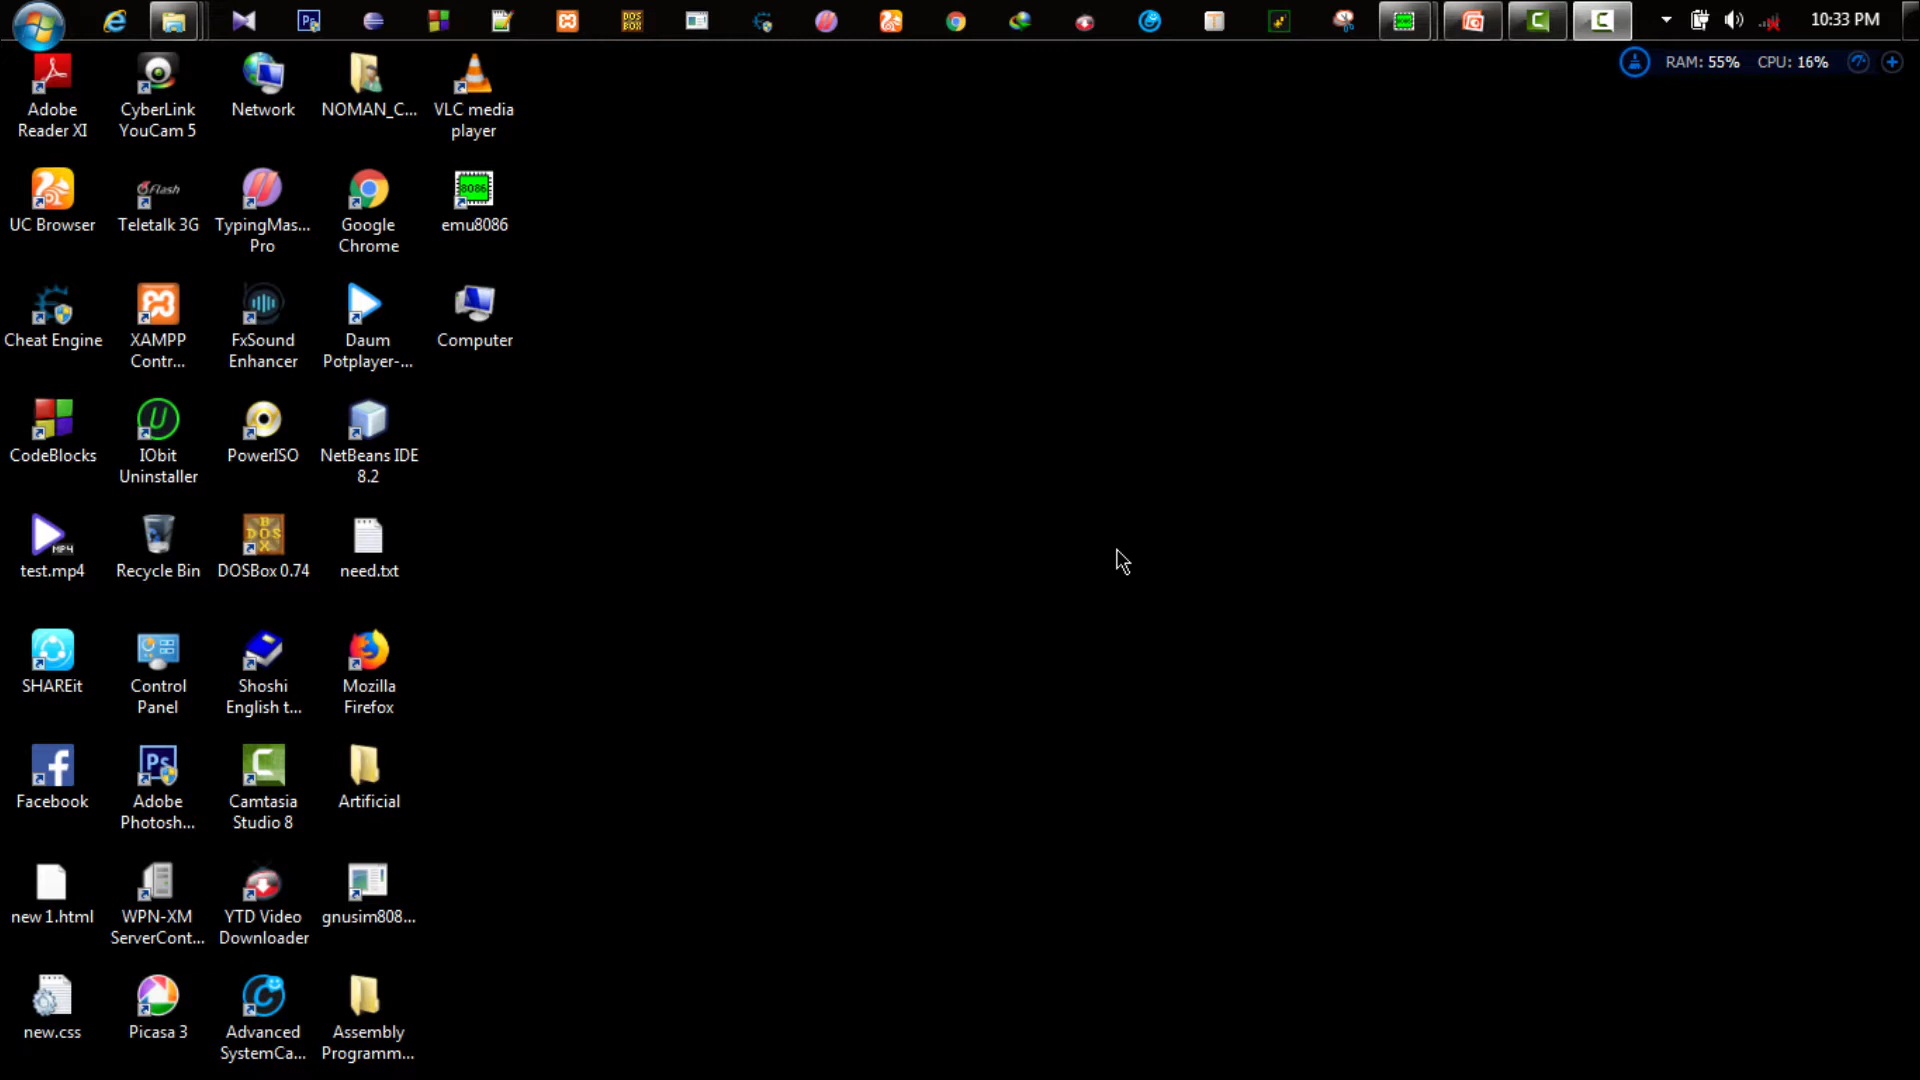 10:33 PM
RAM: 55% CPU: 16%
Adobe
Reader XI
CyberLink
YouCam 5
Network
NOMAN_C...
VLC media
player
UC Browser
Flash
Teletalk 3G
TypingMas...
Pro
Google
Chrome
8086
emu8086
Cheat Engine
XAMPP
Contr...
FxSound
Enhancer
Daum
Potplayer-...
Computer
CodeBlocks
IObit
Uninstaller
PowerISO
NetBeans IDE
8.2
MP4
test.mp4
Recycle Bin
DOSBox 0.74
need.txt
SHAREit
Control
Panel
Shoshi
English t...
Mozilla
Firefox
Facebook
Ps
Adobe
Photosh...
Camtasia
Studio 8
Artificial
new 1.html
WPN-XM
ServerCont...
YTD Video
Downloader
gnusim808...
new.css
Picasa 3
Advanced
SystemCa...
Assembly
Programm...